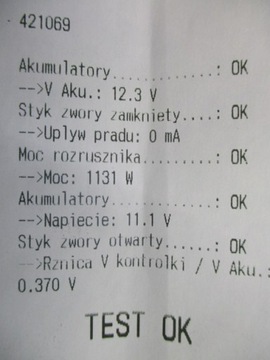 421069
Akumulatory............: OK
-->V Aku.: 12.3 V
Styk zwory zamkniety....: OK
-->Uplyw pradu: 0 mA
Moc rozrusznika.........: OK
-->Moc: 1131 W
Akumulatory............: OK
-->Napiecie: 11.1 V
Styk zwory otwarty......: OK
-->Rznica V kontrolki / V Aku.:
0.370 V
TEST OK